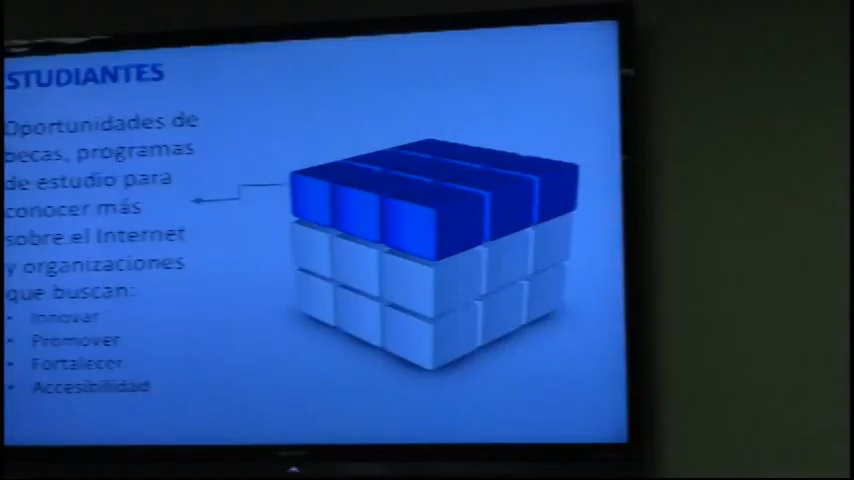 STUDIANTES
Oportunidades de
becas, programas
de estudio para
conocer más
sobre el Internet
y organizaciones
que buscan:
• Innovar
• Promover
• Fortalecer
• Accesibilidad